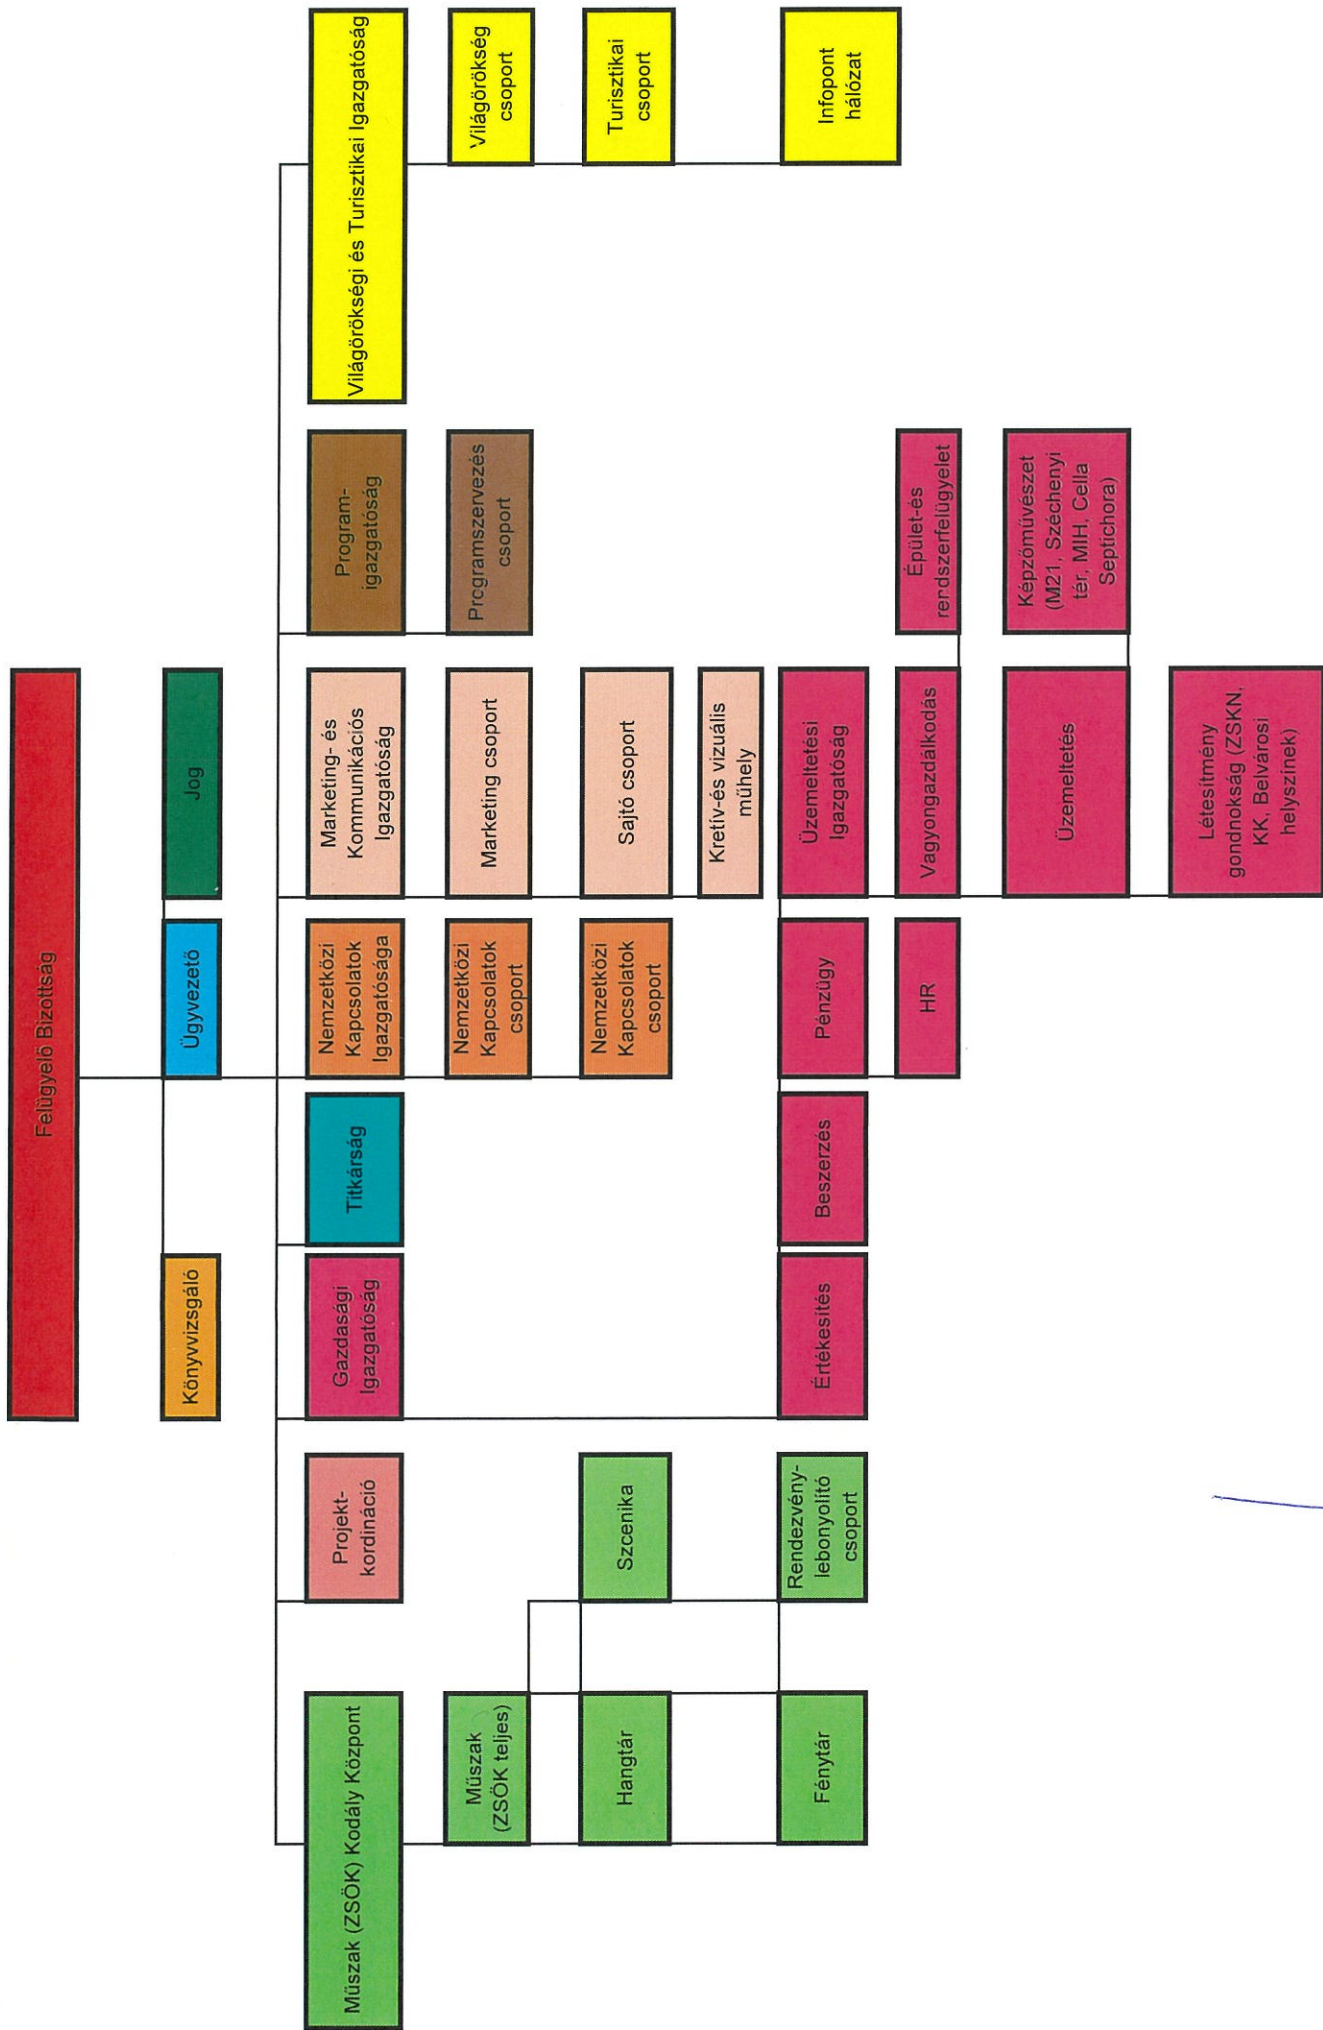 Felügyelő Bizottság
Könyvvizsgáló
Ügyvezető
Jog
Műszak (ZSÖK) Kodály Központ
Projekt-
kordináció
Gazdasági
Igazgatóság
Titkárság
Nemzetközi
Kapcsolatok
Igazgatósága
Marketing- és
Kommunikációs
Igazgatóság
Program-
igazgatóság
Világörökségi és Turisztikai Igazgatóság
Műszak
(ZSÖK teljes)
Nemzetközi
Kapcsolatok
csoport
Marketing csoport
Programszervezés
csoport
Világörökség
csoport
Hangtár
Szcenika
Nemzetközi
Kapcsolatok
csoport
Sajtó csoport
Turisztikai
csoport
Kretív-és vizuális
műhely
Fénytár
Rendezvény-
lebonyolító
csoport
Értékesítés
Beszerzés
Pénzügy
Üzemeltetési
Igazgatóság
Infopont
hálózat
HR
Vagyongazdálkodás
Épület-és
rendszerfelügyelet
Üzemeltetés
Képzőművészet
(M21, Széchenyi
tér, MIH, Cella
Septichora)
Létesítmény
gondnokság (ZSKN,
KK, Belvárosi
helyszínek)